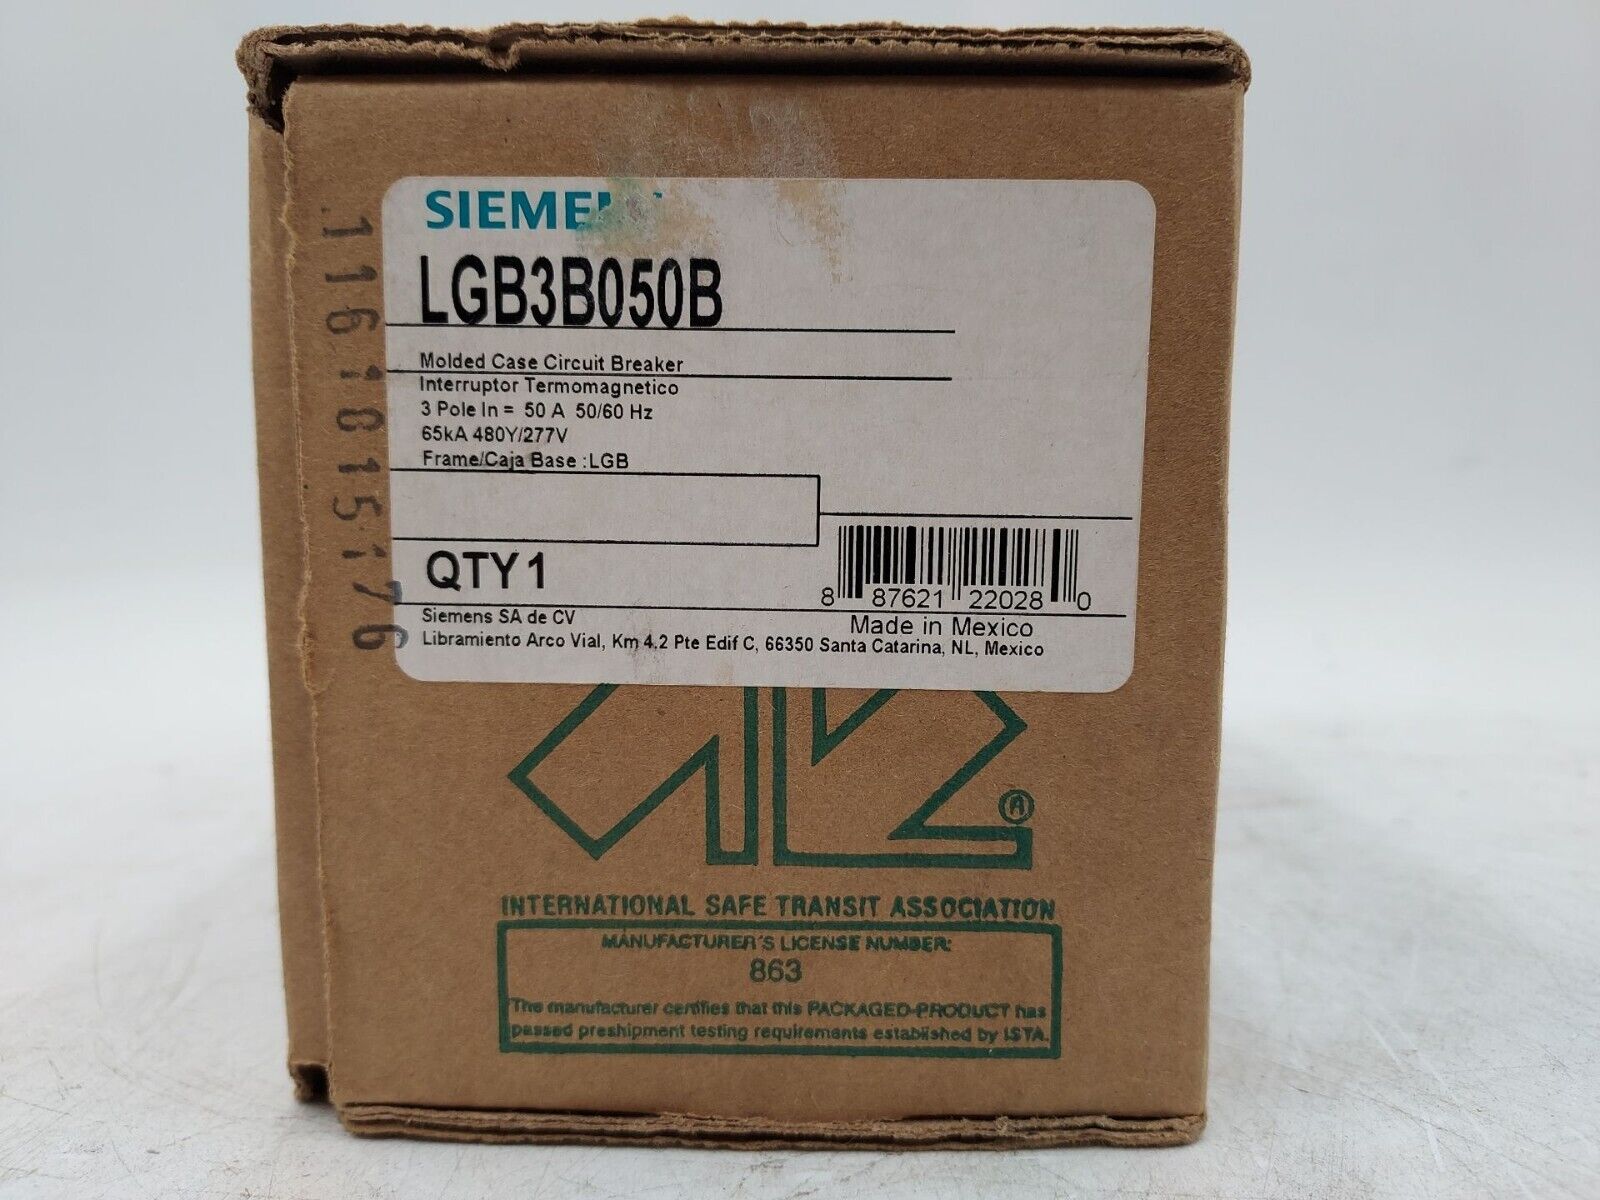 SIEMENS
LGB3B050B
Molded Case Circuit Breaker
Interruptor Termomagnetico
3 Pole In = 50 A 50/60 Hz
65kA 480Y/277V
Frame/Caja Base :LGB
QTY 1
8 87621 22028 0
Made in Mexico
Siemens SA de CV
Libramiento Arco Vial, Km 4.2 Pte Edif C, 66350 Santa Catarina, NL, Mexico
INTERNATIONAL SAFE TRANSIT ASSOCIATION
MANUFACTURER'S LICENSE NUMBER:
863
The manufacturer certifies that this PACKAGED-PRODUCT has
passed preshipment testing requirements established by ISTA.